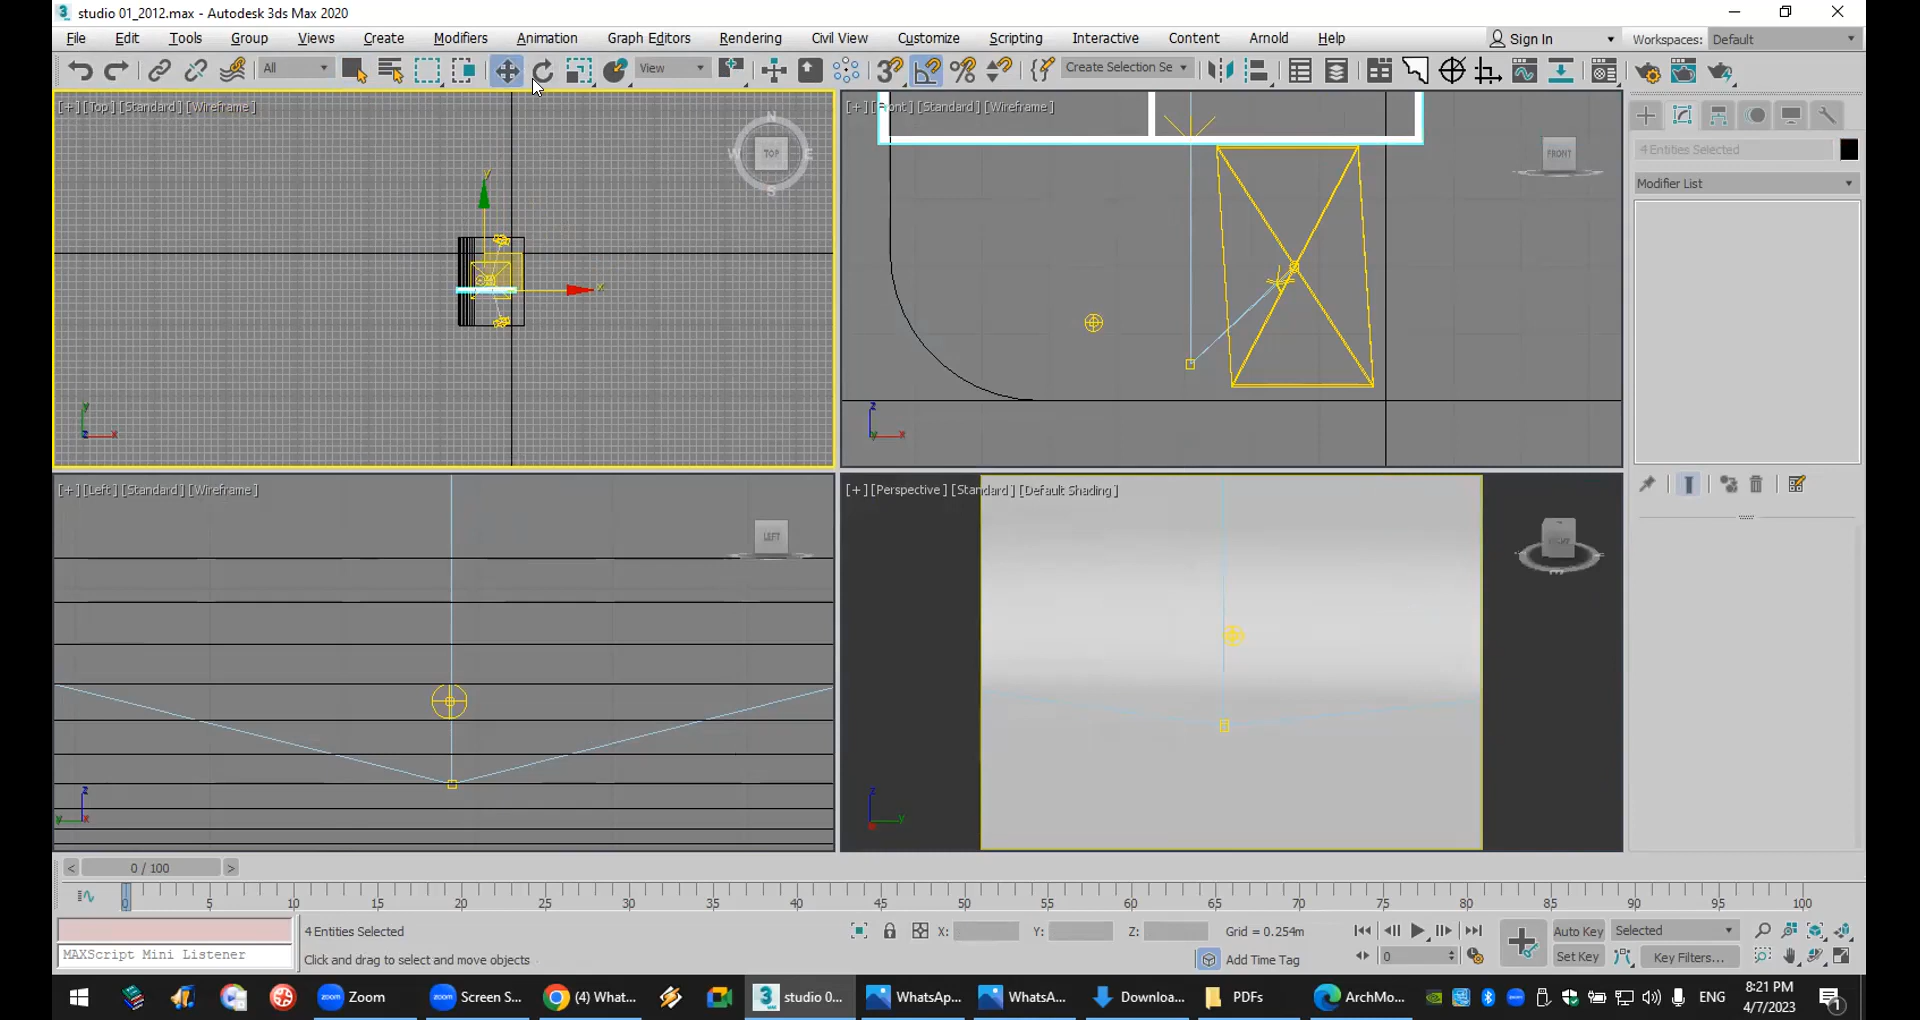 studio 01_2012.max - Autodesk 3ds Max 2020
File Edit Tools Group Views Create Modifiers Animation Graph Editors Rendering Civil View Customize Scripting Interactive Content Arnold Help Sign In Workspaces: Default
All View Create Selection Se
[+] [Top] [Standard] [Wireframe]
N
W TOP E
S
y
x
y
z x
[+] [Front] [Standard] [Wireframe]
FRONT
z
y x
4 Entities Selected
Modifier List
[+] [Left] [Standard] [Wireframe]
LEFT
z
y x
[+] [Perspective] [Standard] [Default Shading]
RIGHT
z
y
< 0 / 100 >
0 5 10 15 20 25 30 35 40 45 50 55 60 65 70 75 80 85 90 95 100
4 Entities Selected X: Y: Z: Grid = 0.254m Auto Key Selected
MAXScript Mini Listener Click and drag to select and move objects Add Time Tag 0 Set Key Key Filters...
Zoom Screen S... (4) What... studio 0... WhatsAp... WhatsA... Downloa... PDFs ArchMo... ENG 8:21 PM
4/7/2023